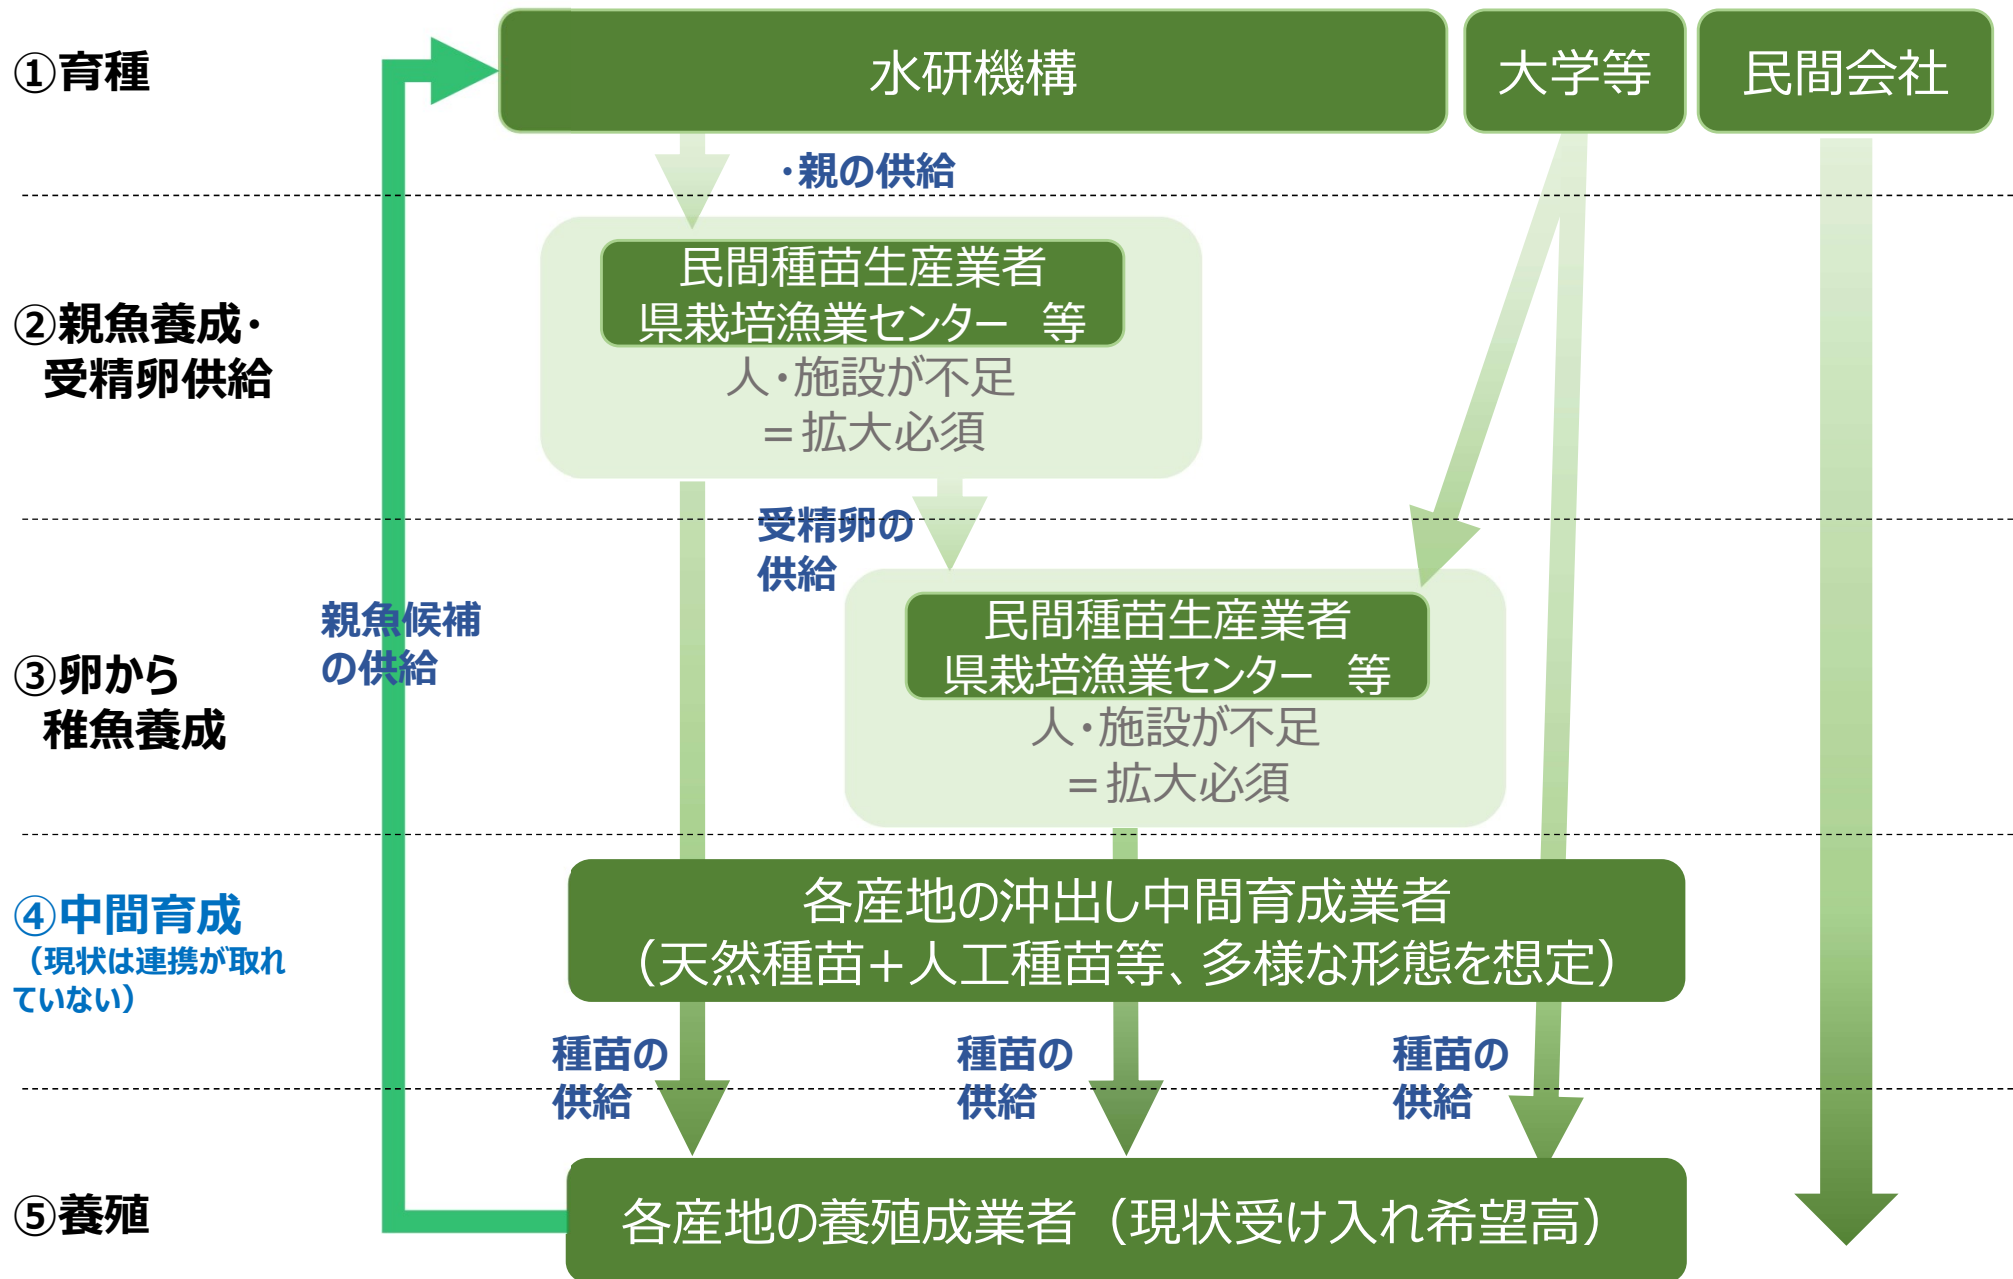 ①育種
水研機構
大学等
民間会社
・親の供給
②親魚養成・
受精卵供給
民間種苗生産業者
県栽培漁業センター　等
人・施設が不足
＝拡大必須
受精卵の
供給
親魚候補
の供給
③卵から
稚魚養成
民間種苗生産業者
県栽培漁業センター　等
人・施設が不足
＝拡大必須
④中間育成
（現状は連携が取れ
ていない）
各産地の沖出し中間育成業者
（天然種苗＋人工種苗等、多様な形態を想定）
種苗の
供給
種苗の
供給
種苗の
供給
⑤養殖
各産地の養殖成業者（現状受け入れ希望高）